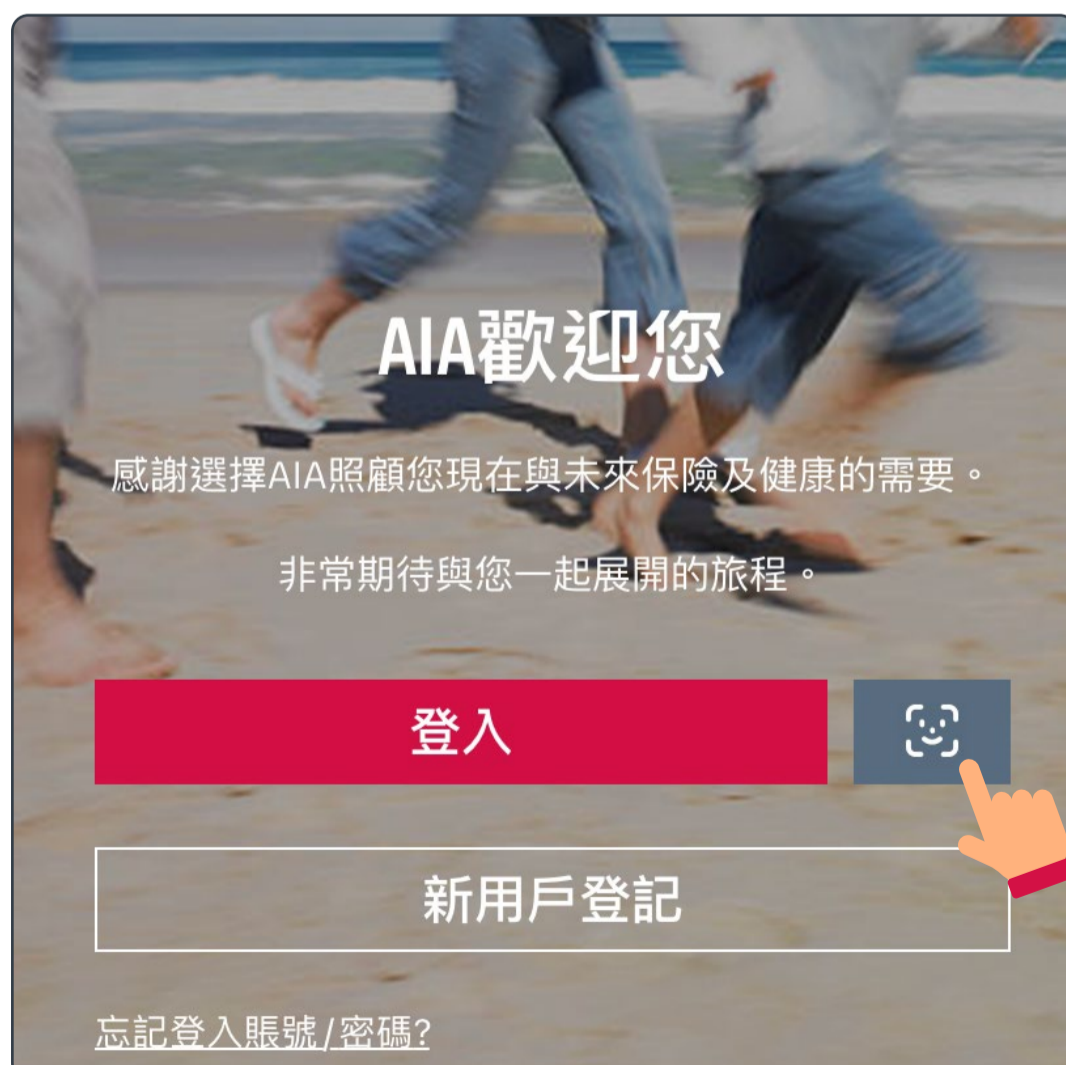 AIA歡迎您
感謝選擇AIA照顧您現在與未來保險及健康的需要。
非常期待與您一起展開的旅程。
登入
新用戶登記
忘記登入賬號/密碼?